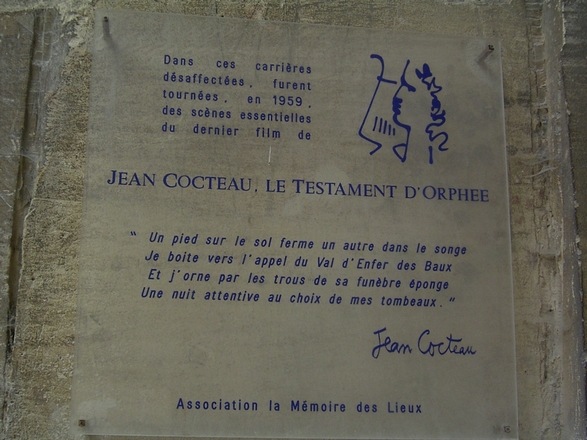 Dans ces carrières
désaffectées, furent
tournées, en 1959,
des scènes essentielles
du dernier film de
JEAN COCTEAU, LE TESTAMENT D'ORPHEE
" Un pied sur le sol ferme un autre dans le songe
Je boite vers l'appel du Val d'Enfer des Baux
Et j'orne par les trous de sa funèbre éponge
Une nuit attentive au choix de mes tombeaux. "
Jean Cocteau
Association la Mémoire des Lieux